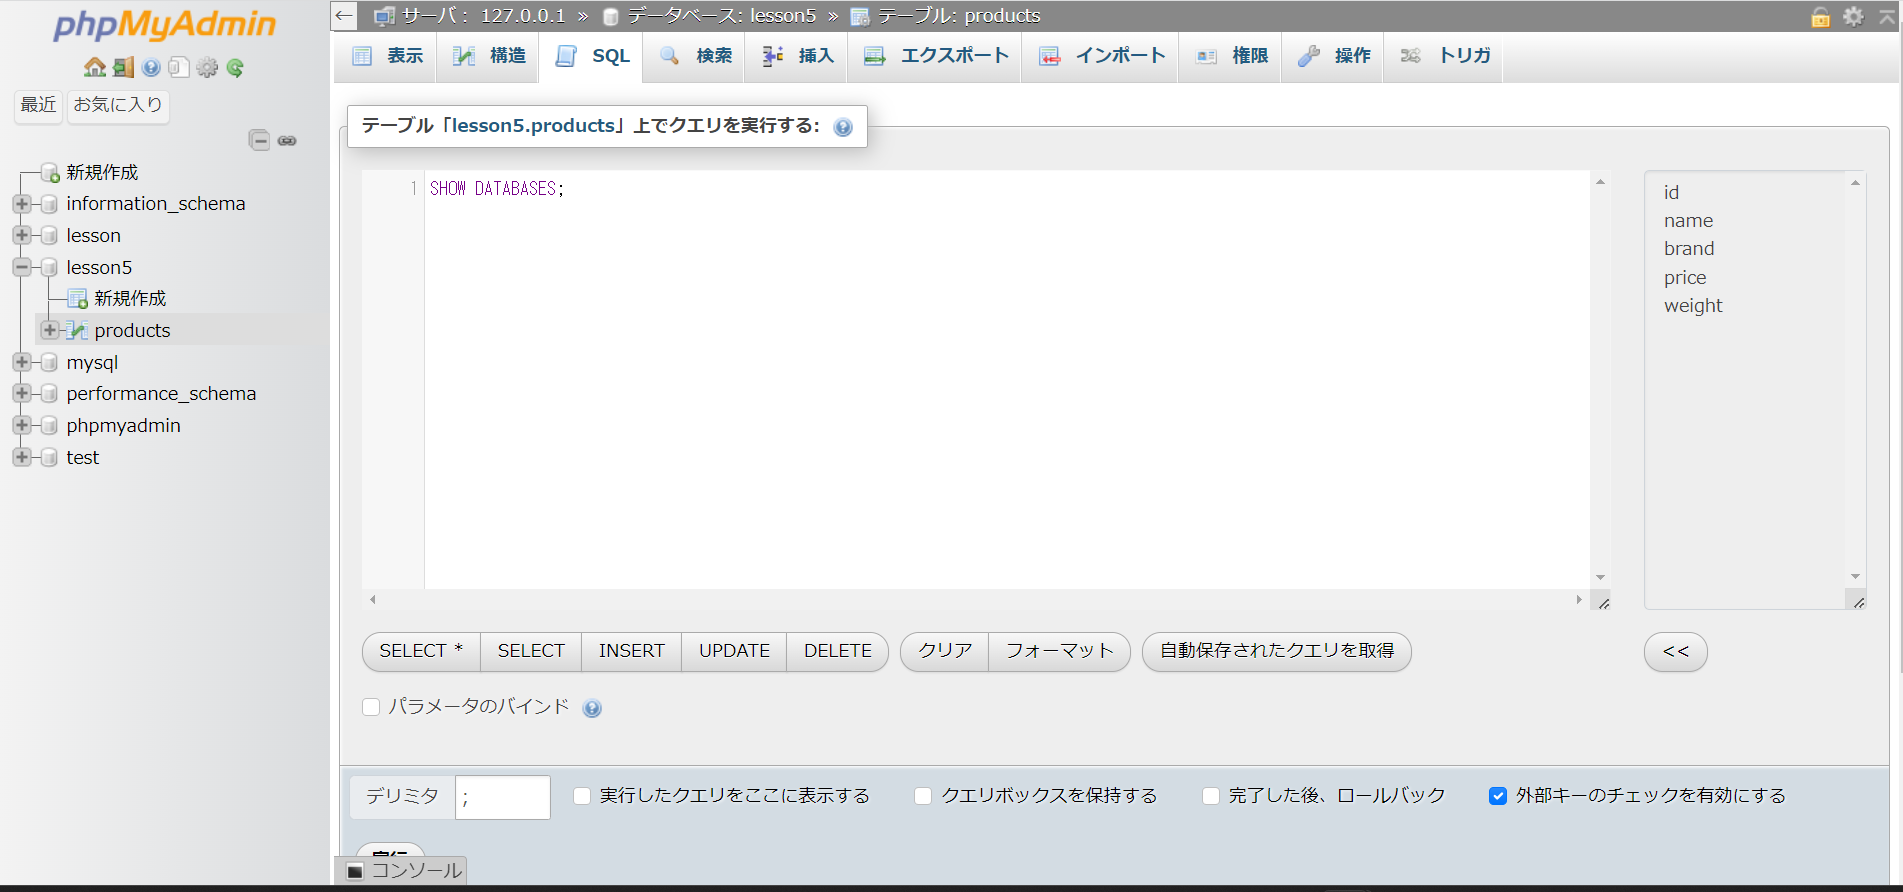 phpMyAdmin
最近 お気に入り
新規作成
information_schema
lesson
lesson5
新規作成
products
mysql
performance_schema
phpmyadmin
test
← サーバ: 127.0.0.1 » データベース: lesson5 » テーブル: products
表示 構造 SQL 検索 挿入 エクスポート インポート 権限 操作 トリガ
テーブル「lesson5.products」上でクエリを実行する:
1 SHOW DATABASES;
id
name
brand
price
weight
SELECT * SELECT INSERT UPDATE DELETE クリア フォーマット 自動保存されたクエリを取得 <<
パラメータのバインド
デリミタ ; 実行したクエリをここに表示する クエリボックスを保持する 完了した後、ロールバック 外部キーのチェックを有効にする
実行
コンソール